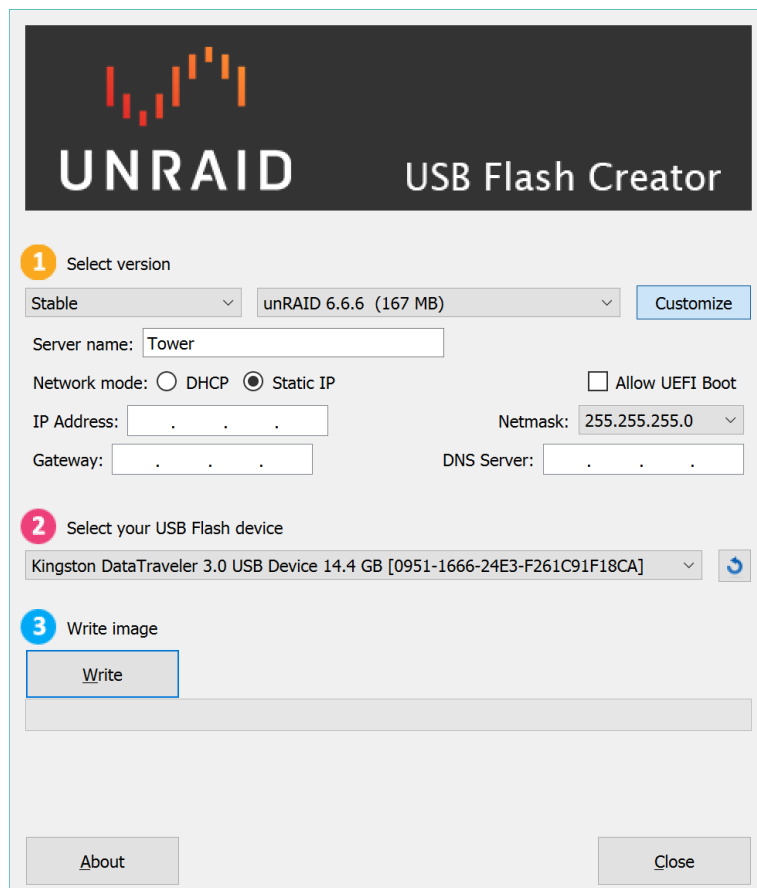 UNRAID USB Flash Creator
1 Select version
Stable unRAID 6.6.6 (167 MB) Customize
Server name: Tower
Network mode: DHCP Static IP Allow UEFI Boot
IP Address: . . . Netmask: 255.255.255.0
Gateway: . . . DNS Server: . . .
2 Select your USB Flash device
Kingston DataTraveler 3.0 USB Device 14.4 GB [0951-1666-24E3-F261C91F18CA]
3 Write image
Write
About Close